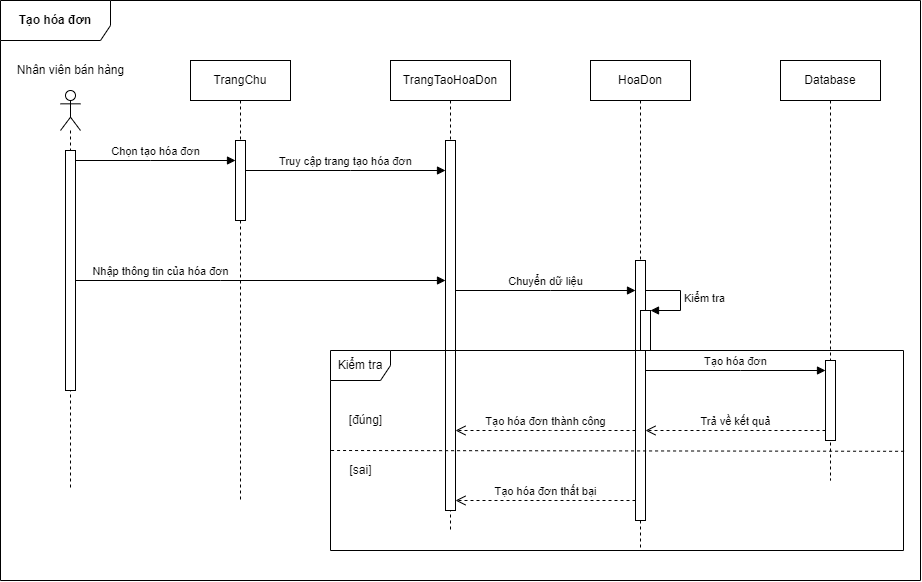 Tạo hóa đơn
Nhân viên bán hàng
TrangChu
TrangTaoHoaDon
HoaDon
Database
Chọn tạo hóa đơn
Truy cập trang tạo hóa đơn
Nhập thông tin của hóa đơn
Chuyển dữ liệu
Kiểm tra
Kiểm tra
Tạo hóa đơn
[đúng]
Tạo hóa đơn thành công
Trả về kết quả
[sai]
Tạo hóa đơn thất bại